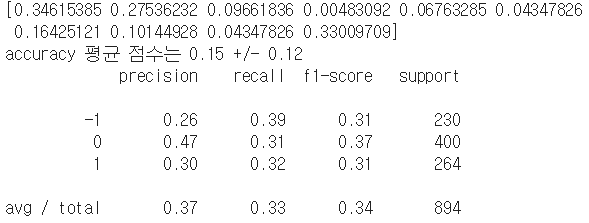 [0.34615385 0.27536232 0.09661836 0.00483092 0.06763285 0.04347826
 0.16425121 0.10144928 0.04347826 0.33009709]
accuracy 평균 점수는 0.15 +/- 0.12
             precision    recall  f1-score   support

         -1       0.26      0.39      0.31       230
          0       0.47      0.31      0.37       400
          1       0.30      0.32      0.31       264

avg / total       0.37      0.33      0.34       894